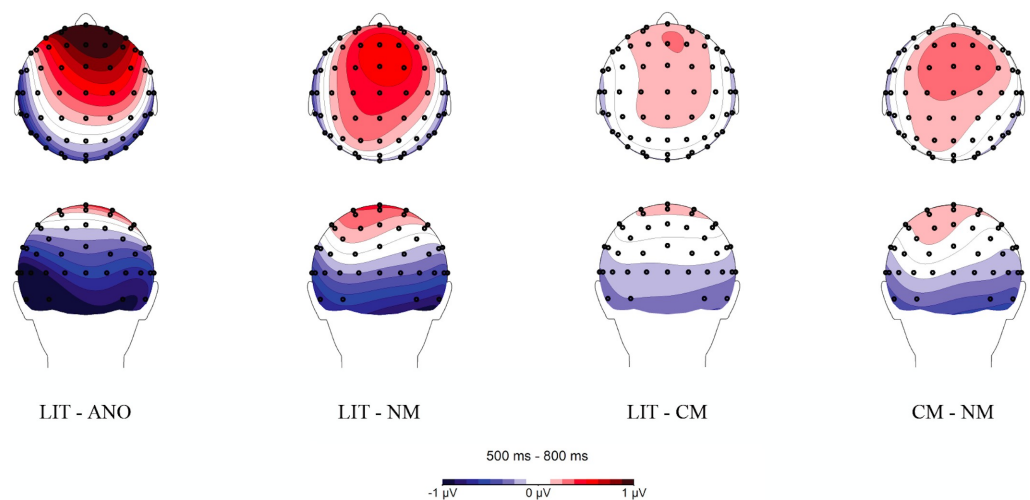 LIT - ANO LIT - NM LIT - CM CM - NM
500 ms - 800 ms
-1 µV 0 µV 1 µV